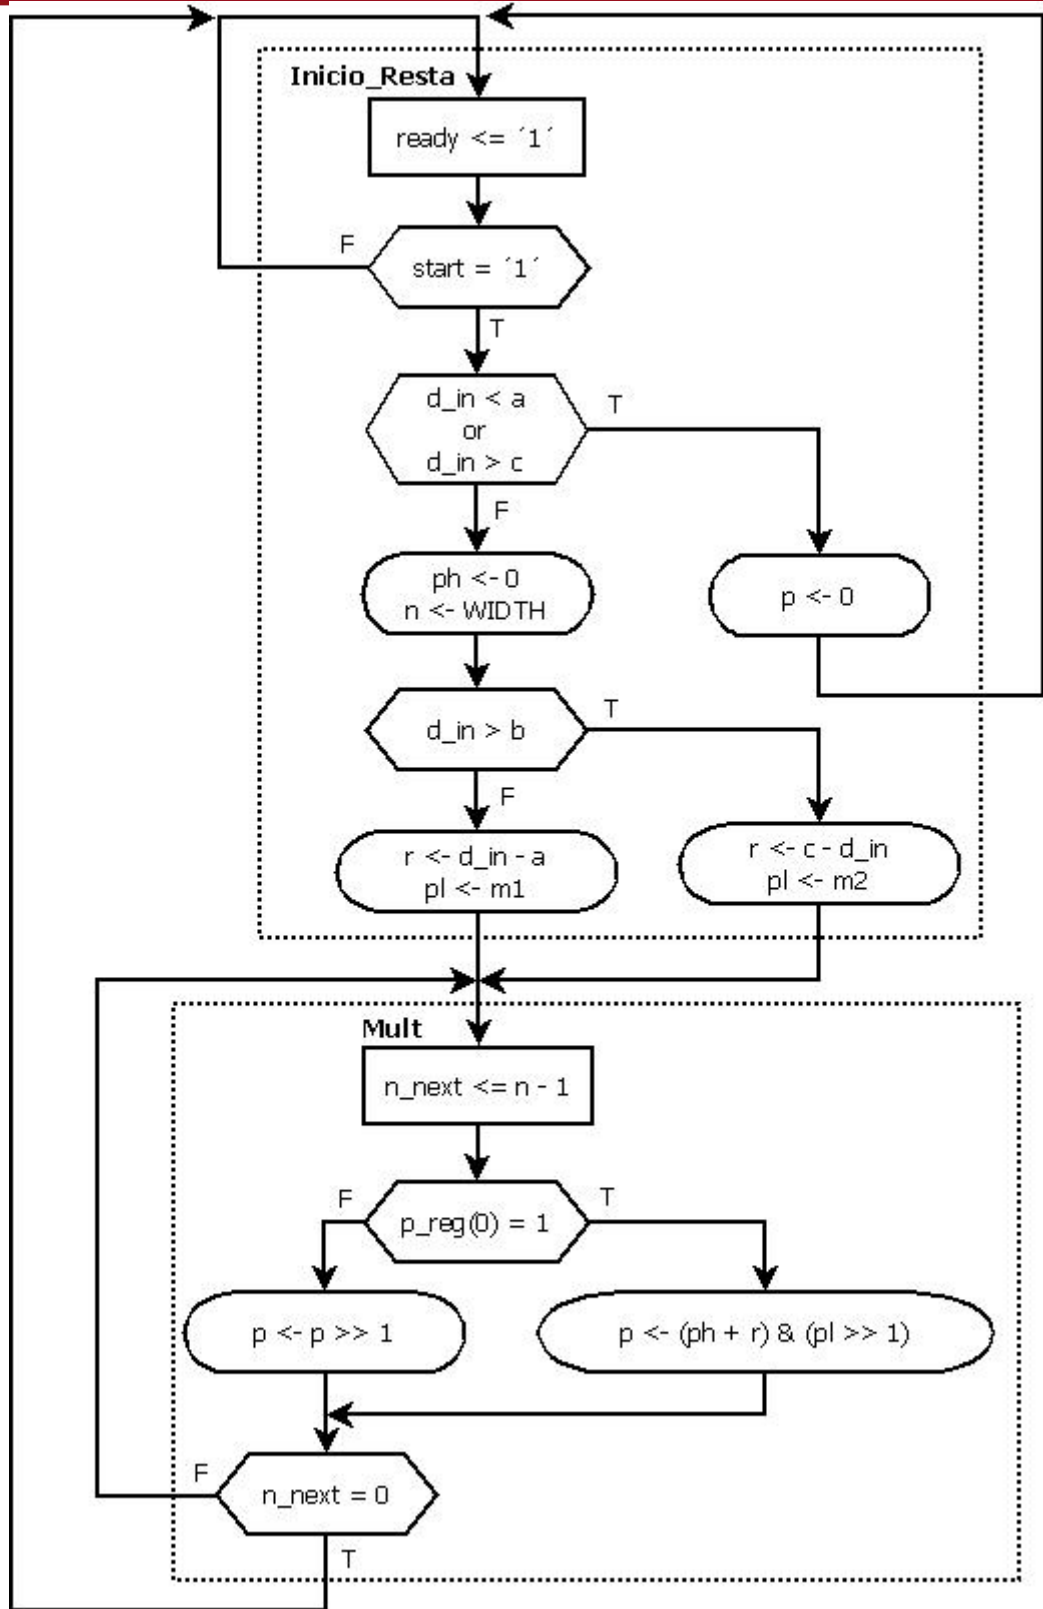 Inicio_Resta
ready <= ´1´
F
start = ´1´
T
d_in < a
or
d_in > c
T
F
ph <- 0
n <- WIDTH
p <- 0
d_in > b
T
F
r <- d_in - a
pl <- m1
r <- c - d_in
pl <- m2
Mult
n_next <= n - 1
F
p_reg(0) = 1
T
p <- p >> 1
p <- (ph + r) & (pl >> 1)
F
n_next = 0
T